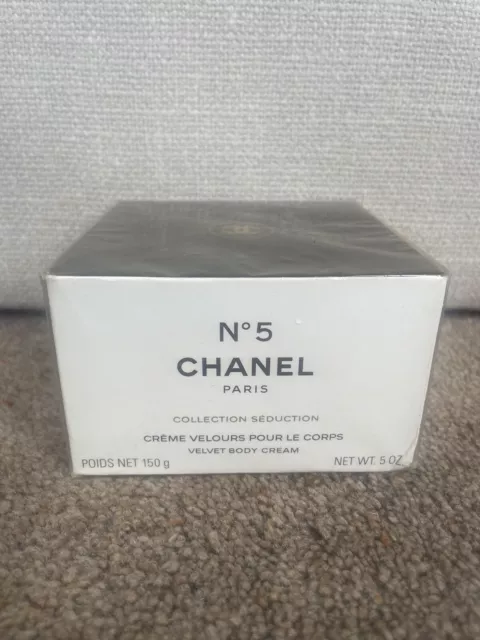 N°5
CHANEL
PARIS
COLLECTION SÉDUCTION
CRÈME VELOURS POUR LE CORPS
VELVET BODY CREAM
POIDS NET 150 g NET WT. 5 OZ.